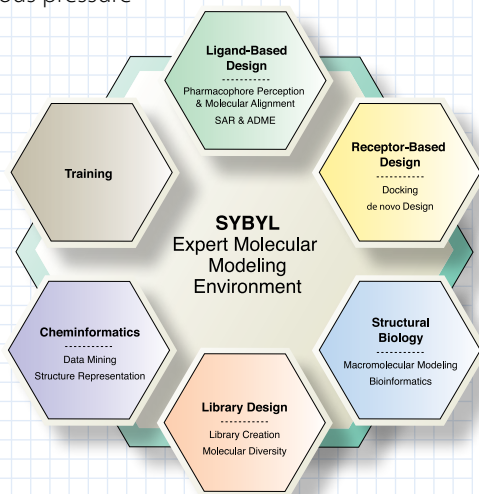 ous pressure
Ligand-Based
Design
Pharmacophore Perception
& Molecular Alignment
SAR & ADME
Training
Receptor-Based
Design
Docking
de novo Design
SYBYL
Expert Molecular
Modeling
Environment
Cheminformatics
Data Mining
Structure Representation
Structural
Biology
Macromolecular Modeling
Bioinformatics
Library Design
Library Creation
Molecular Diversity